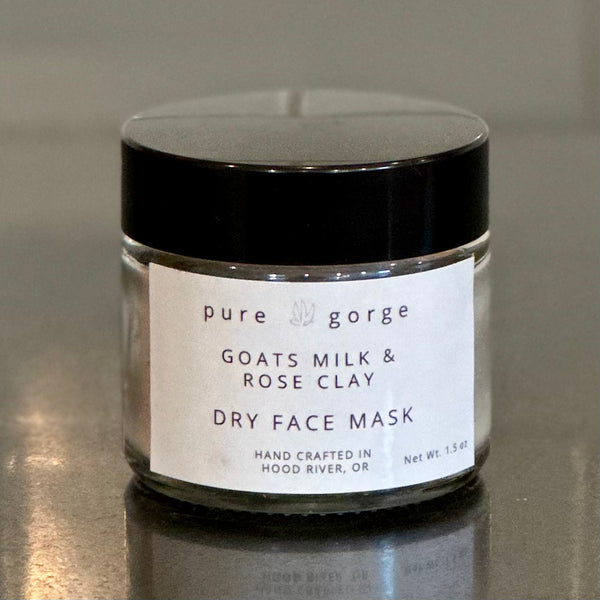 pure gorge
GOATS MILK &
ROSE CLAY
DRY FACE MASK
HAND CRAFTED IN
HOOD RIVER, OR
Net Wt. 1.5 oz